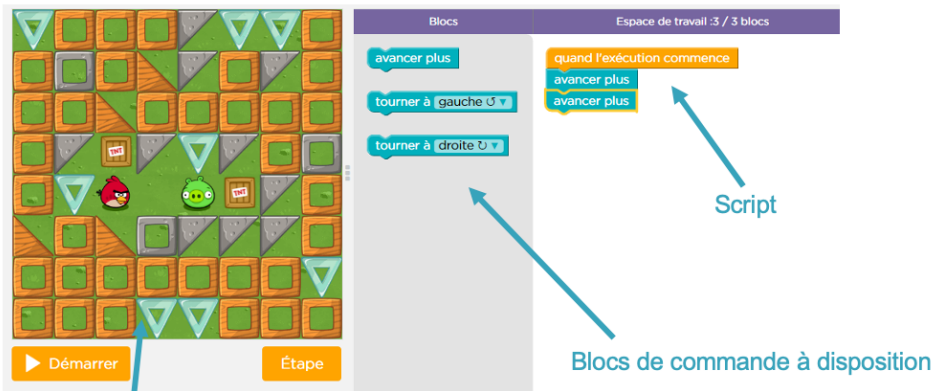 Blocs
Espace de travail :3 / 3 blocs
avancer plus
quand l'exécution commence
avancer plus
avancer plus
tourner à gauche ↺ ▼
tourner à droite ↻ ▼
TNT
TNT
Script
Démarrer
Étape
Blocs de commande à disposition